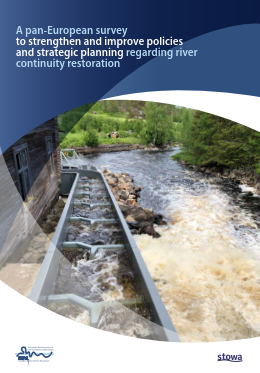 A pan-European survey
to strengthen and improve policies
and strategic planning regarding river
continuity restoration
stowa